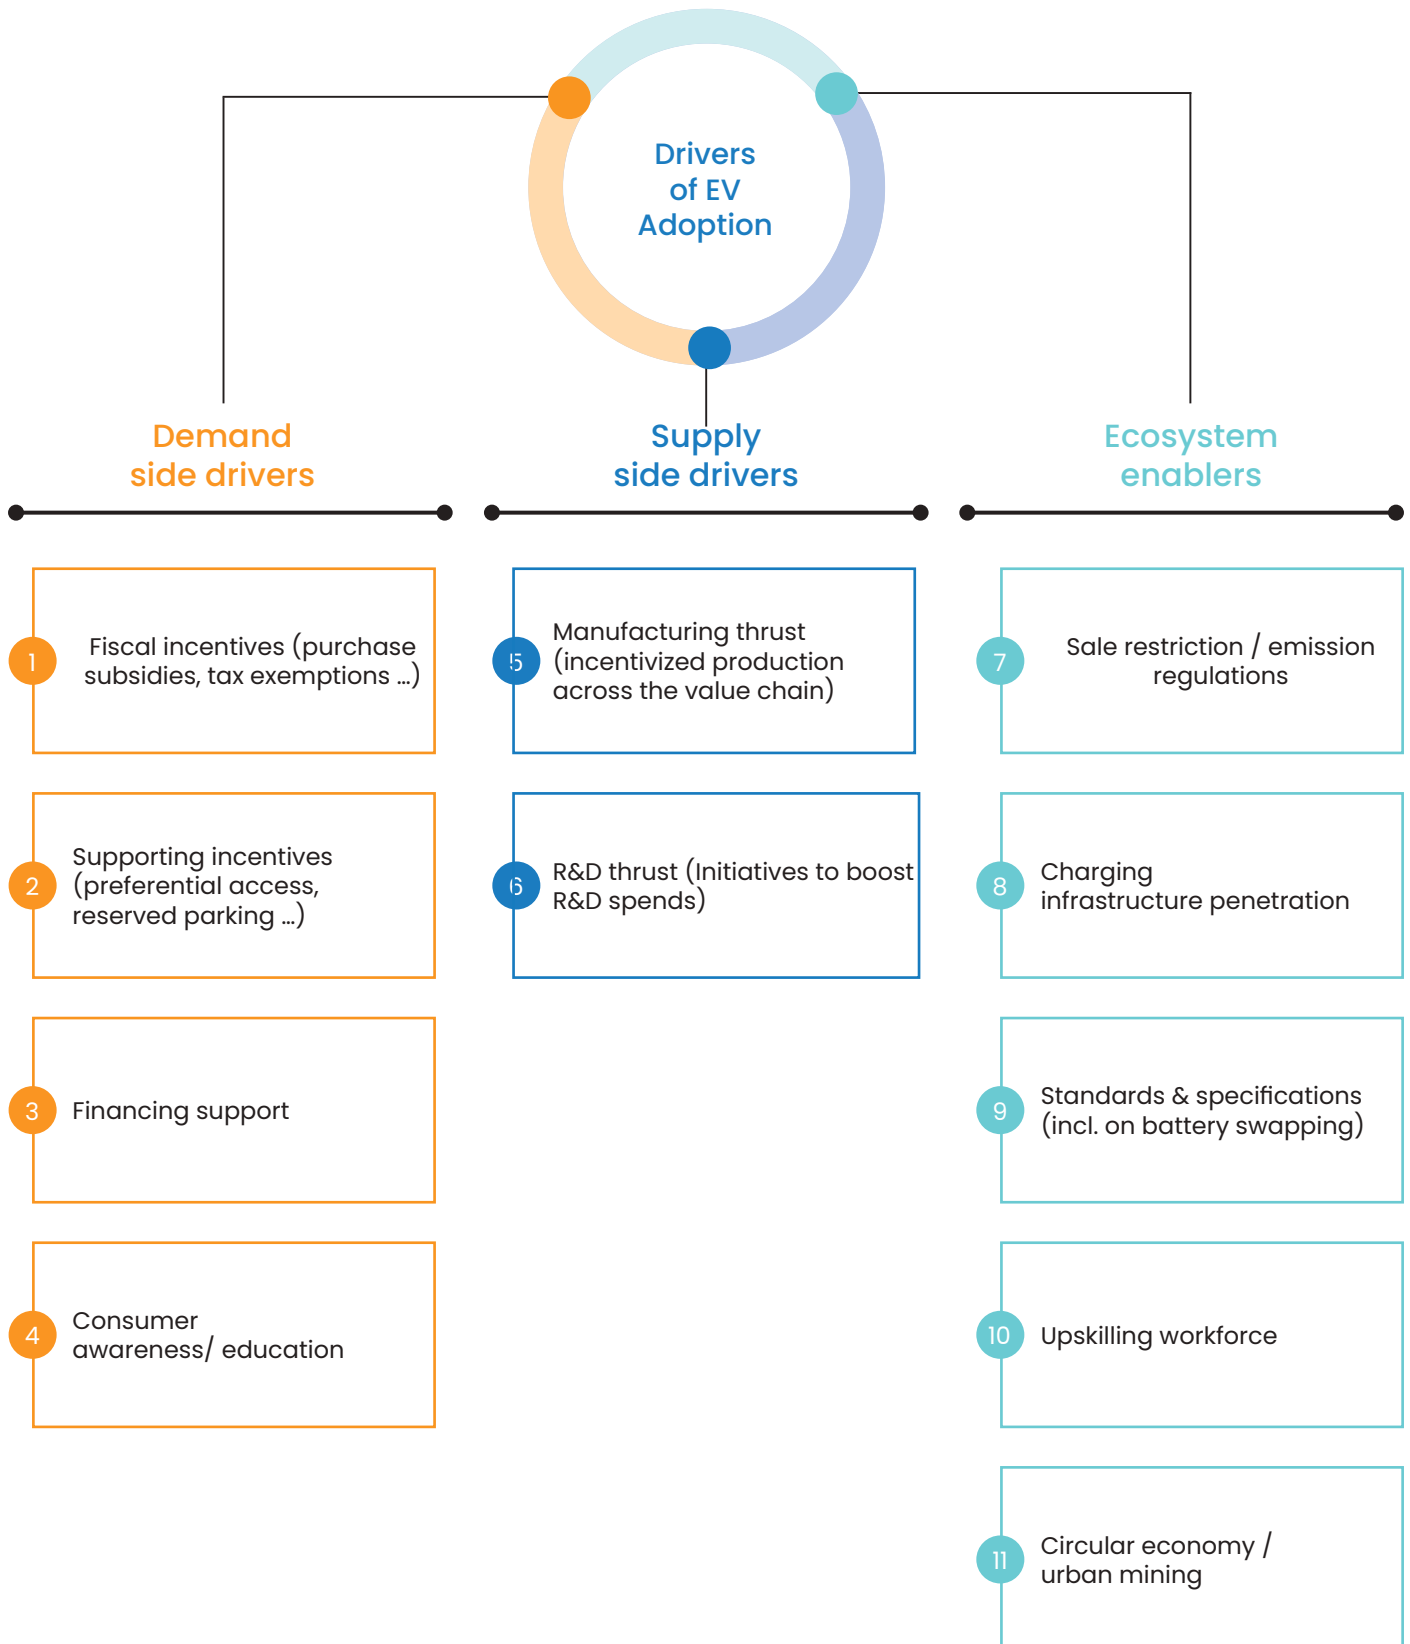 Drivers
of EV
Adoption
Demand
side drivers
1
Fiscal incentives (purchase
subsidies, tax exemptions ...)
2
Supporting incentives
(preferential access,
reserved parking ...)
3
Financing support
4
Consumer
awareness/ education
Supply
side drivers
5
Manufacturing thrust
(incentivized production
across the value chain)
6
R&D thrust (Initiatives to boost
R&D spends)
Ecosystem
enablers
7
Sale restriction / emission
regulations
8
Charging
infrastructure penetration
9
Standards & specifications
(incl. on battery swapping)
10
Upskilling workforce
11
Circular economy /
urban mining